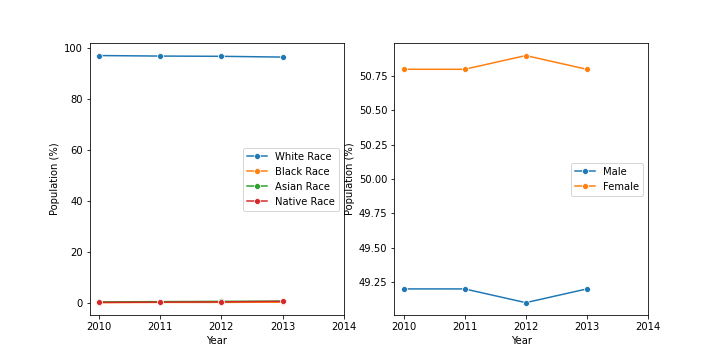 100
80
60
40
20
0
Population (%)
2010 2011 2012 2013 2014
Year
White Race
Black Race
Asian Race
Native Race
50.75
50.50
50.25
50.00
49.75
49.50
49.25
Population (%)
2010 2011 2012 2013 2014
Year
Male
Female